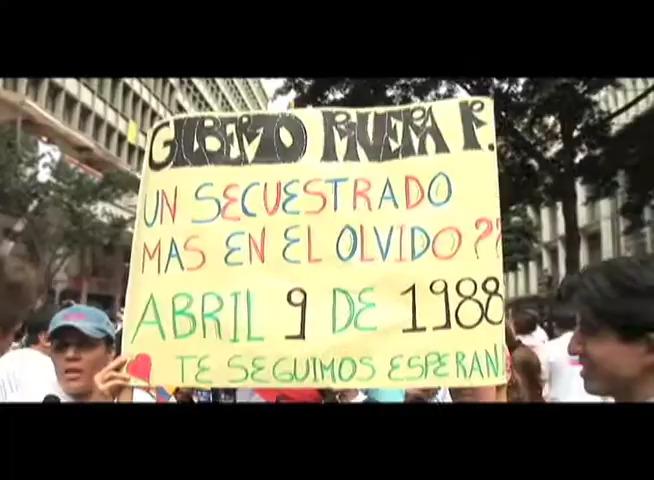 GILBERTO RIVERA F.
UN SECUESTRADO
MAS EN EL OLVIDO??
ABRIL 9 DE 1988
TE SEGUIMOS ESPERAN